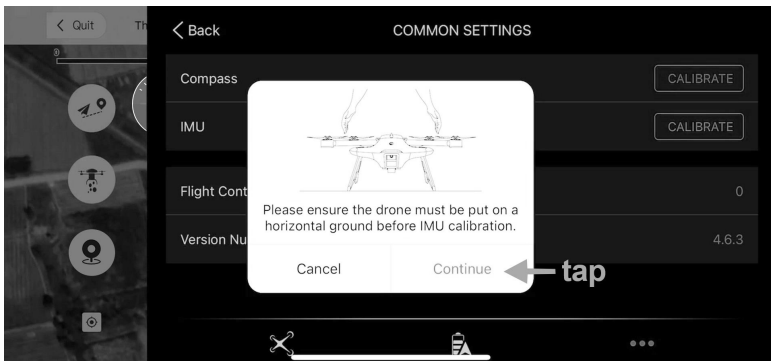 Quit
Th
Back
COMMON SETTINGS
Compass
CALIBRATE
IMU
CALIBRATE
Flight Cont
0
Please ensure the drone must be put on a
horizontal ground before IMU calibration.
Version Nu
4.6.3
Cancel
Continue
tap